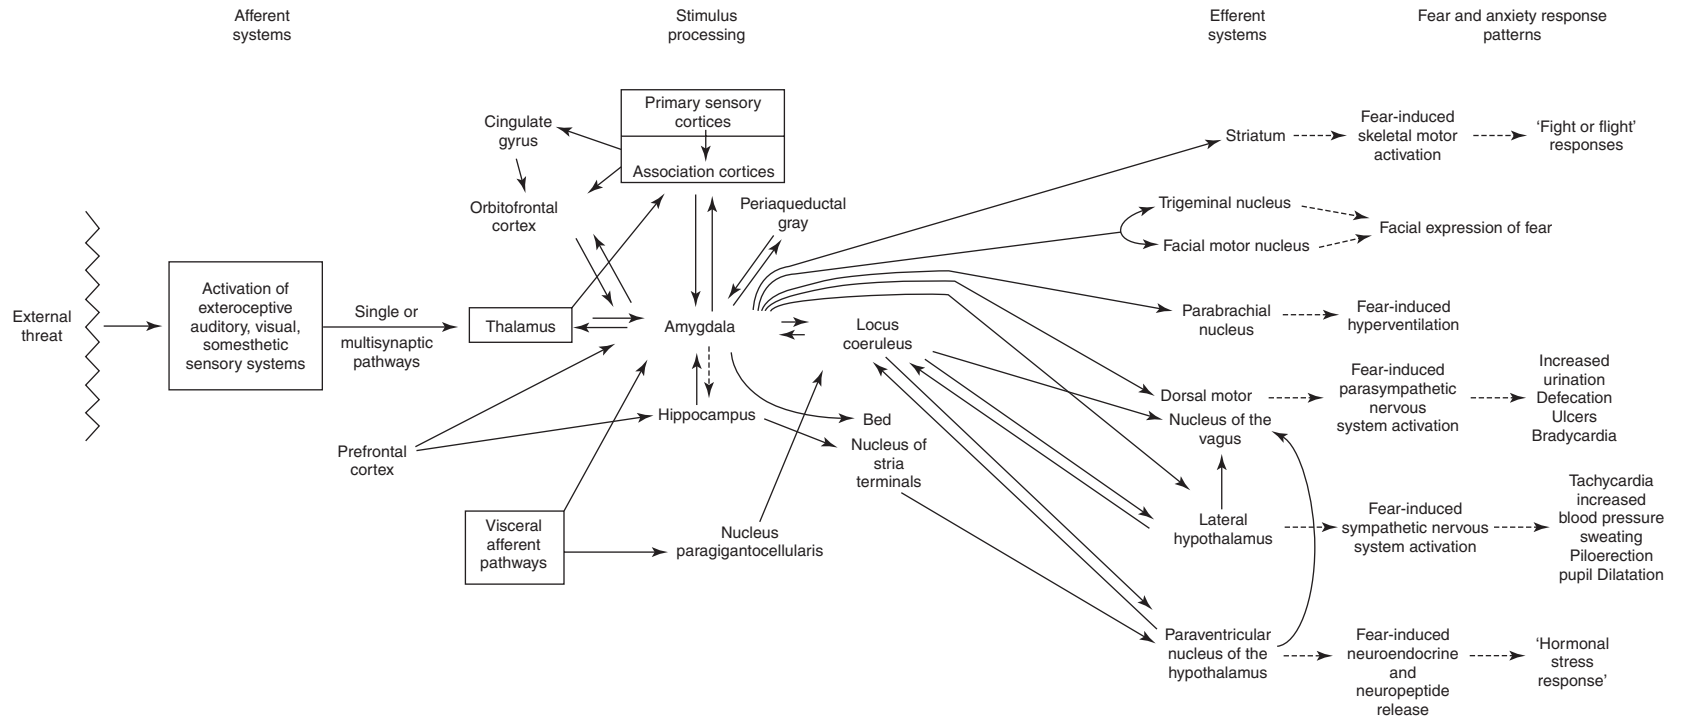 Afferent
systems
Stimulus
processing
Efferent
systems
Fear and anxiety response
patterns
External
threat
Activation of
exteroceptive
auditory, visual,
somesthetic
sensory systems
Single or
multisynaptic
pathways
Cingulate
gyrus
Orbitofrontal
cortex
Primary sensory
cortices
Association cortices
Periaqueductal
gray
Thalamus
Amygdala
Locus
coeruleus
Hippocampus
Prefrontal
cortex
Bed
Nucleus of
stria
terminals
Visceral
afferent
pathways
Nucleus
paragigantocellularis
Striatum
Fear-induced
skeletal motor
activation
‘Fight or flight’
responses
Trigeminal nucleus
Facial motor nucleus
Facial expression of fear
Parabrachial
nucleus
Fear-induced
hyperventilation
Dorsal motor
Nucleus of the
vagus
Fear-induced
parasympathetic
nervous
system activation
Increased
urination
Defecation
Ulcers
Bradycardia
Lateral
hypothalamus
Fear-induced
sympathetic nervous
system activation
Tachycardia
increased
blood pressure
sweating
Piloerection
pupil Dilatation
Paraventricular
nucleus of the
hypothalamus
Fear-induced
neuroendocrine
and
neuropeptide
release
‘Hormonal
stress
response’